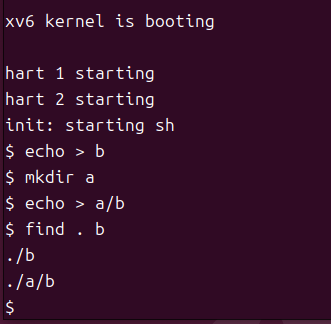 xv6 kernel is booting
hart 1 starting
hart 2 starting
init: starting sh
$ echo > b
$ mkdir a
$ echo > a/b
$ find . b
./b
./a/b
$